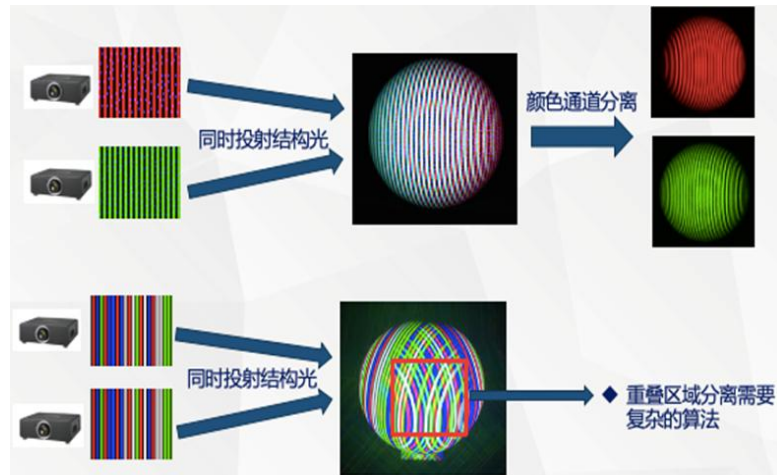 同时投射结构光
颜色通道分离
同时投射结构光
◆ 重叠区域分离需要
复杂的算法